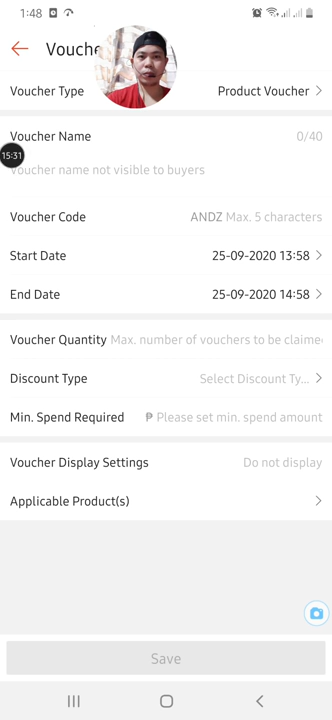 1:48
Vouche
Voucher Type Product Voucher
Voucher Name 0/40
15:31
Voucher name not visible to buyers
Voucher Code ANDZ Max. 5 characters
Start Date 25-09-2020 13:58
End Date 25-09-2020 14:58
Voucher Quantity Max. number of vouchers to be claime
Discount Type Select Discount Ty...
Min. Spend Required ₱ Please set min. spend amount
Voucher Display Settings Do not display
Applicable Product(s)
Save